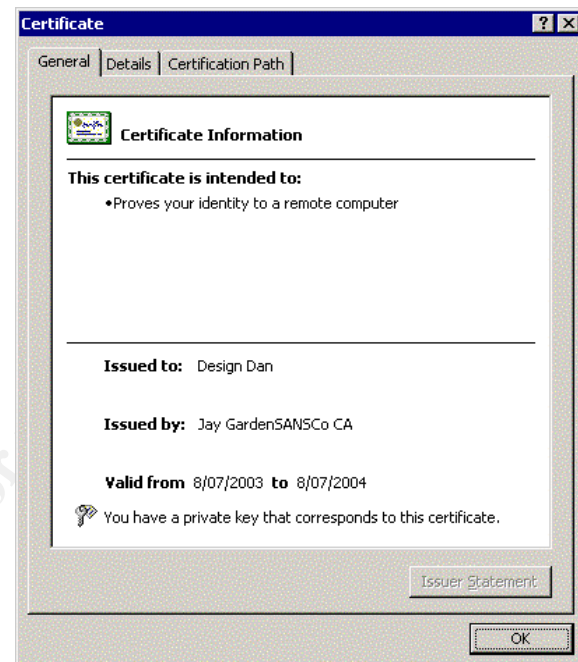 Certificate
General Details Certification Path
Certificate Information
This certificate is intended to:
•Proves your identity to a remote computer
Issued to: Design Dan
Issued by: Jay GardenSANSCo CA
Valid from 8/07/2003 to 8/07/2004
You have a private key that corresponds to this certificate.
Issuer Statement
OK